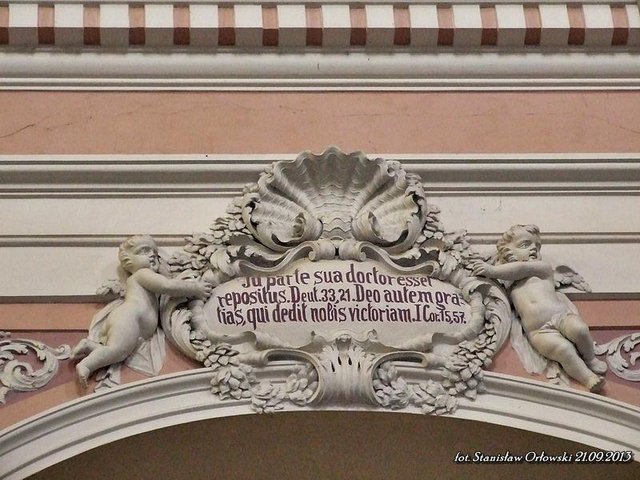 Ju parte sua doctor esset
repositus. Deut. 33, 21. Deo autem gra-
tias, qui dedit nobis victoriam. I Cor. 15, 57.
fot. Stanisław Orłowski 21.09.2013